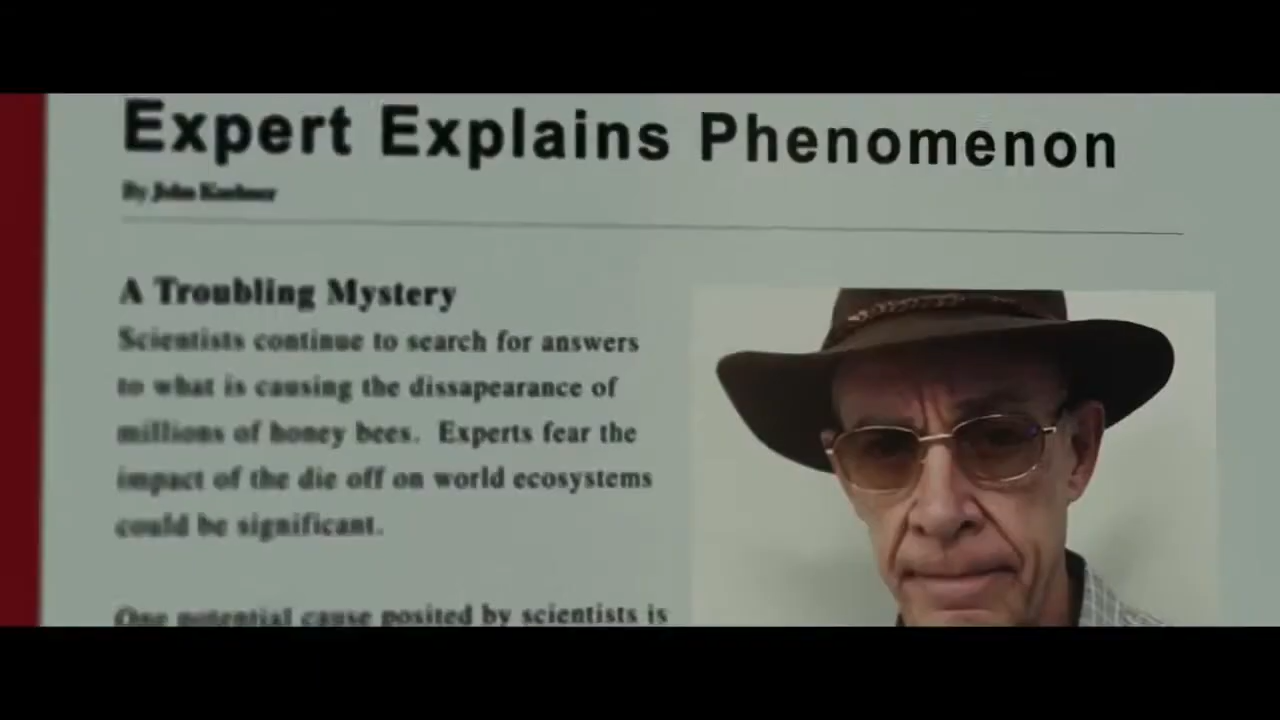 Expert Explains Phenomenon
By John
A Troubling Mystery
Scientists continue to search for answers
to what is causing the dissapearance of
millions of honey bees. Experts fear the
impact of the die off on world ecosystems
could be significant.
One potential cause posited by scientists is